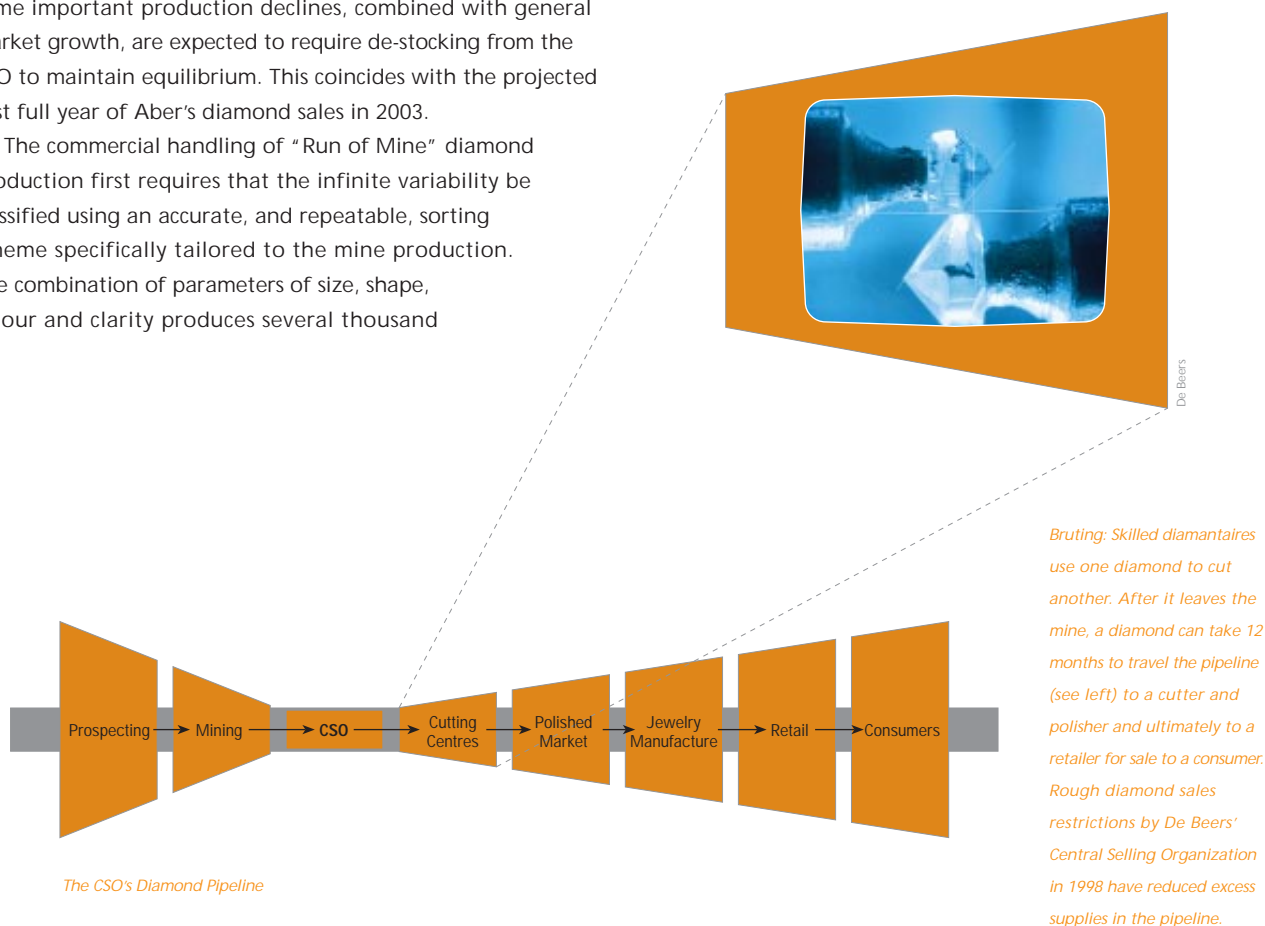 me important production declines, combined with general
rket growth, are expected to require de-stocking from the
O to maintain equilibrium. This coincides with the projected
st full year of Aber's diamond sales in 2003.
The commercial handling of "Run of Mine" diamond
oduction first requires that the infinite variability be
ssified using an accurate, and repeatable, sorting
heme specifically tailored to the mine production.
e combination of parameters of size, shape,
our and clarity produces several thousand
De Beers
Prospecting
Mining
CSO
Cutting
Centres
Polished
Market
Jewelry
Manufacture
Retail
Consumers
The CSO's Diamond Pipeline
Bruting: Skilled diamantaires
use one diamond to cut
another. After it leaves the
mine, a diamond can take 12
months to travel the pipeline
(see left) to a cutter and
polisher and ultimately to a
retailer for sale to a consumer.
Rough diamond sales
restrictions by De Beers'
Central Selling Organization
in 1998 have reduced excess
supplies in the pipeline.